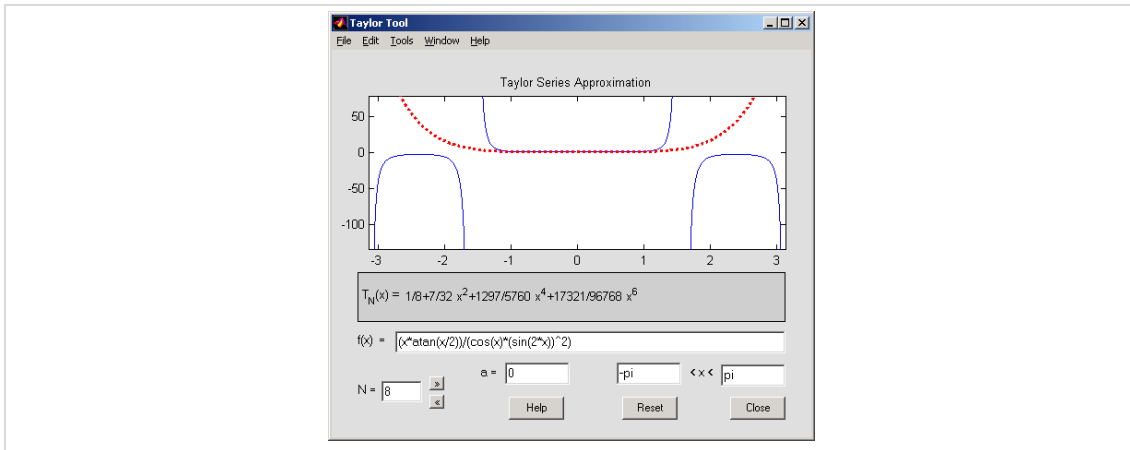 Taylor Tool
File Edit Tools Window Help
Taylor Series Approximation
50
0
-50
-100
-3 -2 -1 0 1 2 3
T_N(x) = 1/8+7/32 x^2+1297/5760 x^4+17321/96768 x^6
f(x) = (x*atan(x/2))/(cos(x)*(sin(2*x))^2)
N = 8 » « a = 0 -pi < x < pi
Help Reset Close